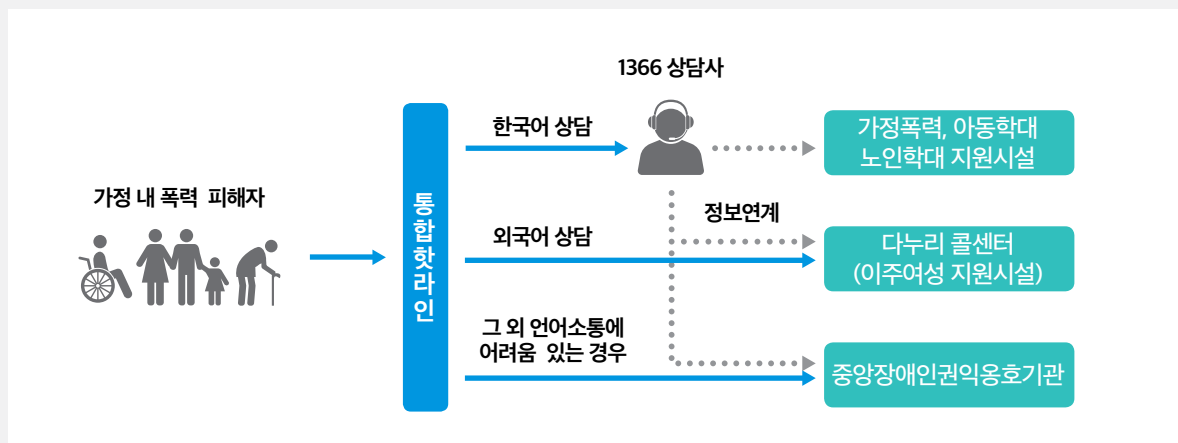 1366 상담사
한국어 상담
가정폭력, 아동학대
노인학대 지원시설
가정 내 폭력 피해자
통합핫라인
정보연계
외국어 상담
다누리 콜센터
(이주여성 지원시설)
그 외 언어소통에
어려움 있는 경우
중앙장애인권익옹호기관